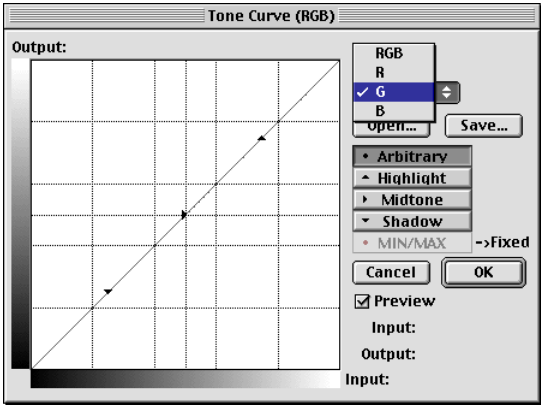 Tone Curve (RGB)
Output:
RGB
R
G
B
Open... Save...
Arbitrary
Highlight
Midtone
Shadow
MIN/MAX ->Fixed
Cancel OK
Preview
Input:
Output:
Input: